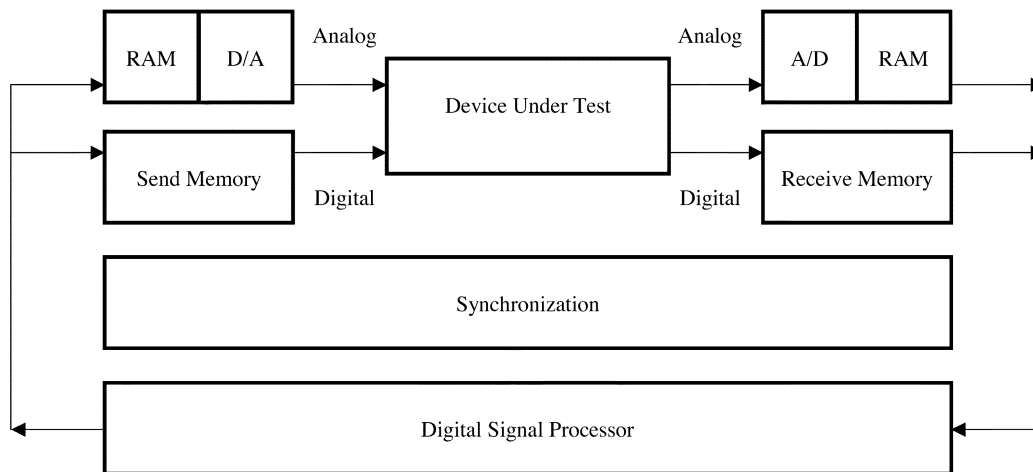 Analog
Analog
RAM
D/A
A/D
RAM
Device Under Test
Send Memory
Receive Memory
Digital
Digital
Synchronization
Digital Signal Processor